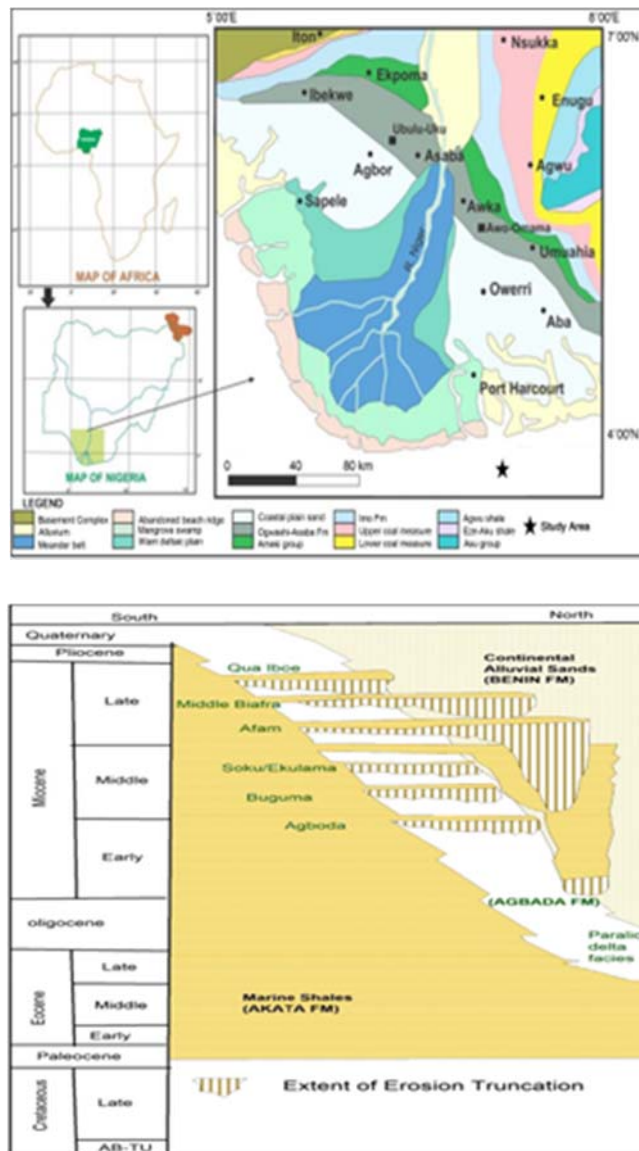 5°00'E 8°00'E
7°00'N
Iton
Nsukka
Ekpoma
Ibekwe
Enugu
Ubulu-Uku
Asaba
Agbor
Agwu
Sapele
Awka
Awo-Omama
R. Niger
Umuahia
Owerri
Aba
Port Harcourt
4°00'N
0 40 80 km
MAP OF AFRICA
MAP OF NIGERIA
LEGEND
Basement Complex
Alluvium
Meander belt
Abandoned beach ridge
Mangrove swamp
Warri deltaic plain
Coastal plain sand
Ogwashi-Asaba Fm
Ameki group
Imo Fm
Upper coal measure
Lower coal measure
Agwu shale
Eze-Aku shale
Asu group
Study Area
South North
Quaternary
Pliocene
Miocene
Late
Middle
Early
oligocene
Eocene
Late
Middle
Early
Paleocene
Cretaceous
Late
AB-TU
Qua Iboe
Middle Biafra
Afam
Soku/Ekulama
Buguma
Agboda
Continental
Alluvial Sands
(BENIN FM)
(AGBADA FM)
Paralic
delta
facies
Marine Shales
(AKATA FM)
Extent of Erosion Truncation